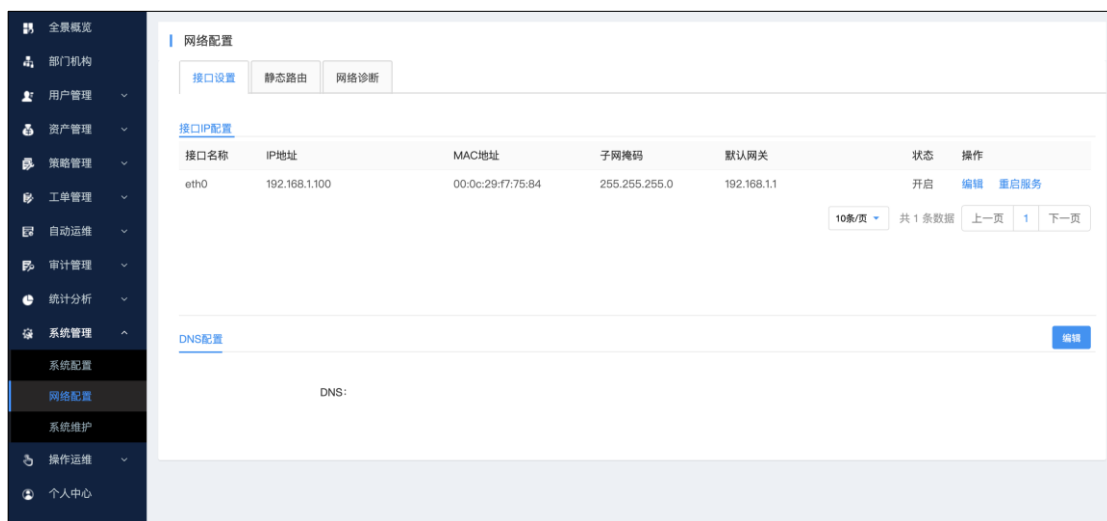 全景概览
部门机构
用户管理
资产管理
策略管理
工单管理
自动运维
审计管理
统计分析
系统管理
系统配置
网络配置
系统维护
操作运维
个人中心
网络配置
接口设置 静态路由 网络诊断
接口IP配置
接口名称 IP地址 MAC地址 子网掩码 默认网关 状态 操作
eth0 192.168.1.100 00:0c:29:f7:75:84 255.255.255.0 192.168.1.1 开启 编辑 重启服务
10条/页 共 1 条数据 上一页 1 下一页
DNS配置 编辑
DNS: